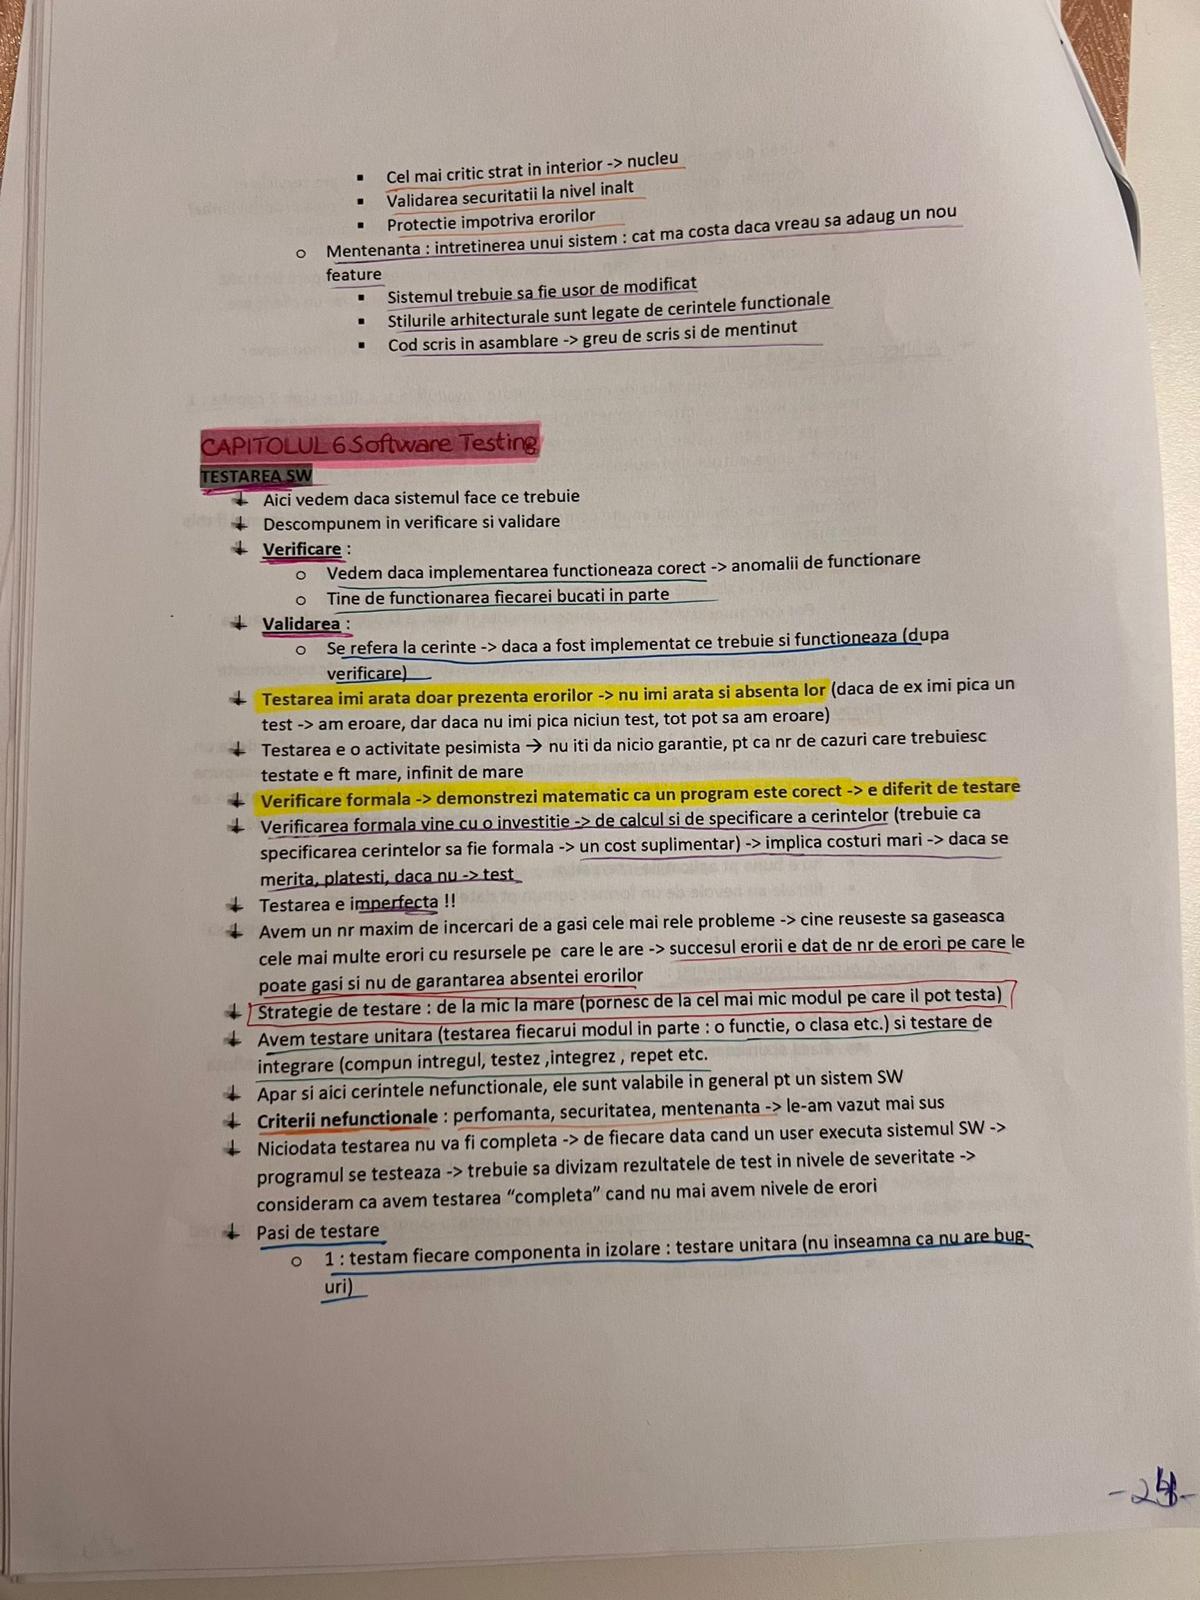 ▪ Cel mai critic strat in interior -> nucleu
▪ Validarea securitatii la nivel inalt
▪ Protectie impotriva erorilor
o Mentenanta : intretinerea unui sistem : cat ma costa daca vreau sa adaug un nou
feature
▪ Sistemul trebuie sa fie usor de modificat
▪ Stilurile arhitecturale sunt legate de cerintele functionale
▪ Cod scris in asamblare -> greu de scris si de mentinut
CAPITOLUL 6 Software Testing
TESTAREA SW
Aici vedem daca sistemul face ce trebuie
Descompunem in verificare si validare
Verificare :
o Vedem daca implementarea functioneaza corect -> anomalii de functionare
o Tine de functionarea fiecarei bucati in parte
Validarea :
o Se refera la cerinte -> daca a fost implementat ce trebuie si functioneaza (dupa
verificare)
Testarea imi arata doar prezenta erorilor -> nu imi arata si absenta lor (daca de ex imi pica un
test -> am eroare, dar daca nu imi pica niciun test, tot pot sa am eroare)
Testarea e o activitate pesimista → nu iti da nicio garantie, pt ca nr de cazuri care trebuiesc
testate e ft mare, infinit de mare
Verificare formala -> demonstrezi matematic ca un program este corect -> e diferit de testare
Verificarea formala vine cu o investitie -> de calcul si de specificare a cerintelor (trebuie ca
specificarea cerintelor sa fie formala -> un cost suplimentar) -> implica costuri mari -> daca se
merita, platesti, daca nu -> test
Testarea e imperfecta !!
Avem un nr maxim de incercari de a gasi cele mai rele probleme -> cine reuseste sa gaseasca
cele mai multe erori cu resursele pe care le are -> succesul erorii e dat de nr de erori pe care le
poate gasi si nu de garantarea absentei erorilor
Strategie de testare : de la mic la mare (pornesc de la cel mai mic modul pe care il pot testa)
Avem testare unitara (testarea fiecarui modul in parte : o functie, o clasa etc.) si testare de
integrare (compun intregul, testez ,integrez , repet etc.
Apar si aici cerintele nefunctionale, ele sunt valabile in general pt un sistem SW
Criterii nefunctionale : perfomanta, securitatea, mentenanta -> le-am vazut mai sus
Niciodata testarea nu va fi completa -> de fiecare data cand un user executa sistemul SW ->
programul se testeaza -> trebuie sa divizam rezultatele de test in nivele de severitate ->
consideram ca avem testarea “completa” cand nu mai avem nivele de erori
Pasi de testare
o 1 : testam fiecare componenta in izolare : testare unitara (nu inseamna ca nu are bug-
uri)